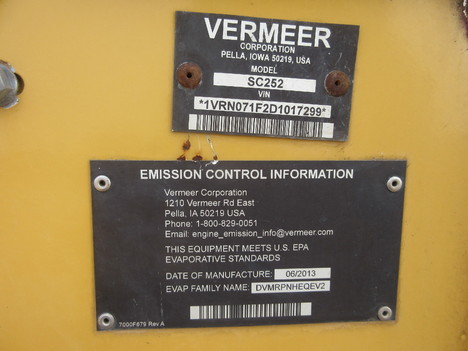 VERMEER
CORPORATION
PELLA, IOWA 50219, USA
MODEL
SC252
VIN
*1VRN071F2D1017299*
EMISSION CONTROL INFORMATION
Vermeer Corporation
1210 Vermeer Rd East
Pella, IA 50219 USA
Phone: 1-800-829-0051
Email: engine_emission_info@vermeer.com
THIS EQUIPMENT MEETS U.S. EPA
EVAPORATIVE STANDARDS
DATE OF MANUFACTURE: 06/2013
EVAP FAMILY NAME: DVMRPNHEQEV2
7000F679 Rev A